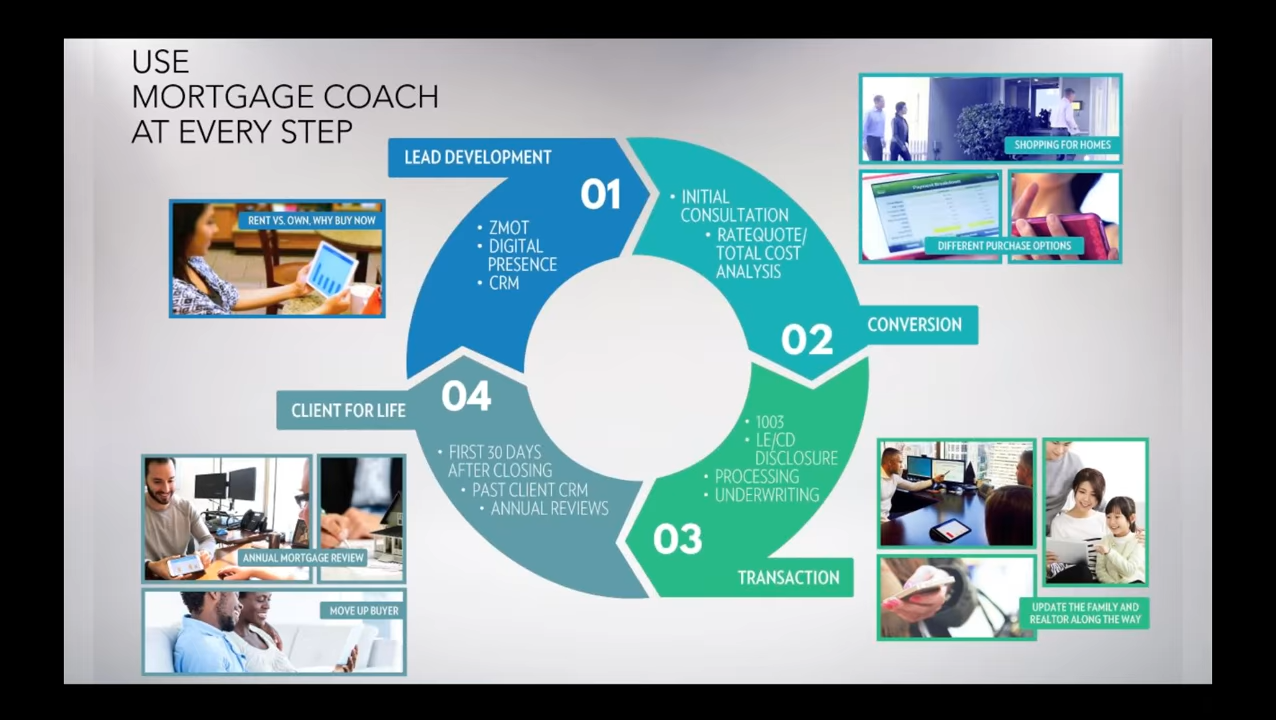 USE
MORTGAGE COACH
AT EVERY STEP
LEAD DEVELOPMENT
01
• ZMOT
• DIGITAL
PRESENCE
• CRM
RENT VS. OWN, WHY BUY NOW
• INITIAL
CONSULTATION
• RATEQUOTE/
TOTAL COST
ANALYSIS
02
CONVERSION
SHOPPING FOR HOMES
DIFFERENT PURCHASE OPTIONS
• 1003
• LE/CD
DISCLOSURE
• PROCESSING
• UNDERWRITING
03
TRANSACTION
UPDATE THE FAMILY AND
REALTOR ALONG THE WAY
04
CLIENT FOR LIFE
• FIRST 30 DAYS
AFTER CLOSING
• PAST CLIENT CRM
• ANNUAL REVIEWS
ANNUAL MORTGAGE REVIEW
MOVE UP BUYER